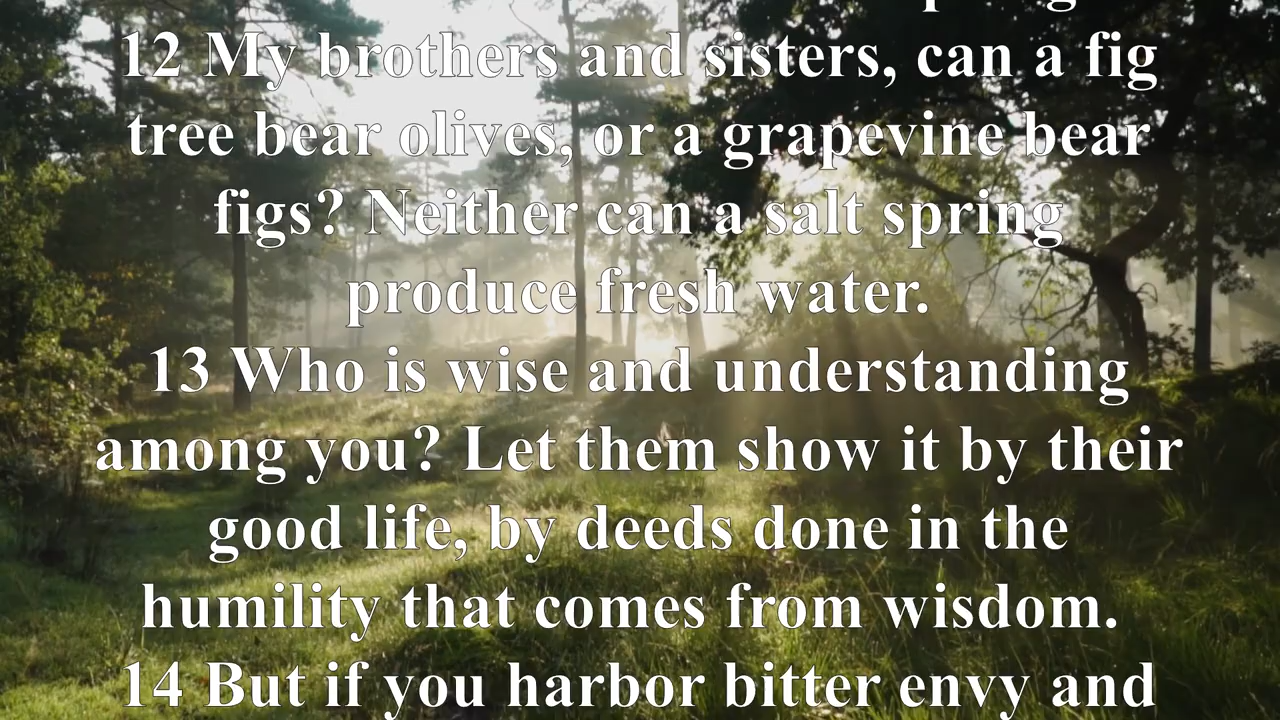 12 My brothers and sisters, can a fig
tree bear olives, or a grapevine bear
figs? Neither can a salt spring
produce fresh water.
13 Who is wise and understanding
among you? Let them show it by their
good life, by deeds done in the
humility that comes from wisdom.
14 But if you harbor bitter envy and